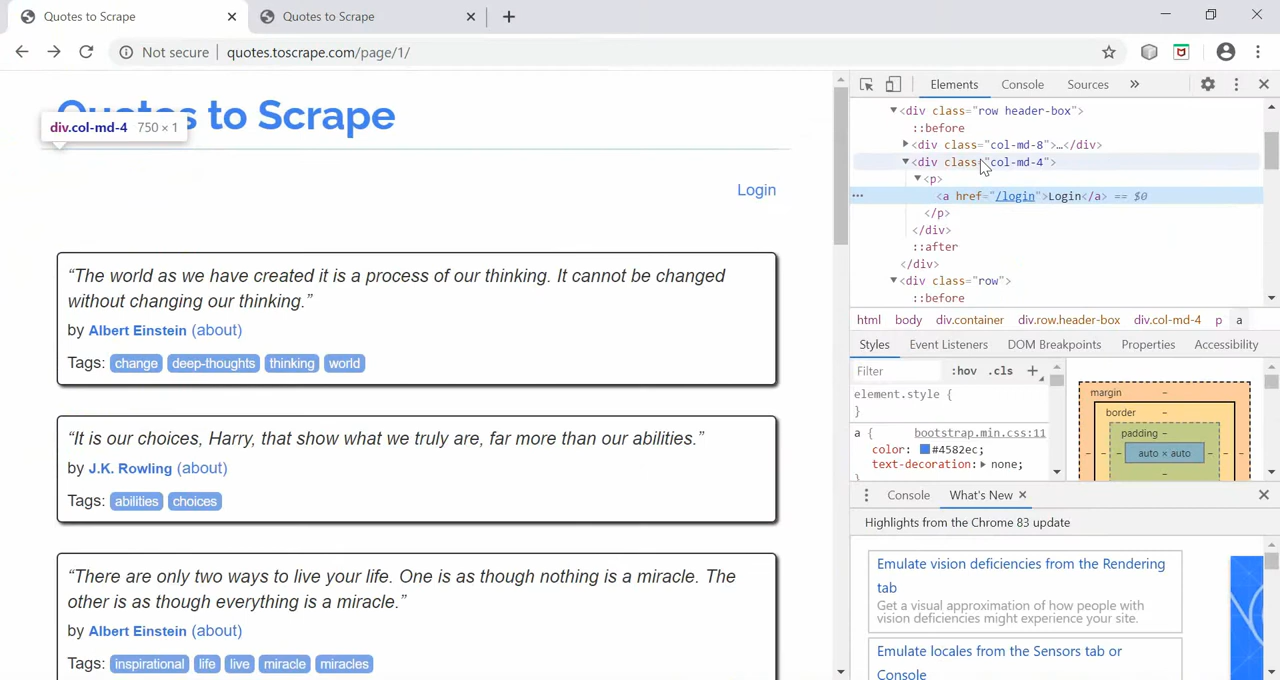 Quotes to Scrape
Quotes to Scrape
Not secure
quotes.toscrape.com/page/1/
Quotes to Scrape
div.col-md-4 750 × 1
Login
“The world as we have created it is a process of our thinking. It cannot be changed
without changing our thinking.”
by Albert Einstein (about)
Tags: change deep-thoughts thinking world
“It is our choices, Harry, that show what we truly are, far more than our abilities.”
by J.K. Rowling (about)
Tags: abilities choices
“There are only two ways to live your life. One is as though nothing is a miracle. The
other is as though everything is a miracle.”
by Albert Einstein (about)
Tags: inspirational life live miracle miracles
Elements Console Sources »
<div class="row header-box">
::before
<div class="col-md-8">…</div>
<div class="col-md-4">
<p>
<a href="/login">Login</a> == $0
</p>
</div>
::after
</div>
<div class="row">
::before
html body div.container div.row.header-box div.col-md-4 p a
Styles Event Listeners DOM Breakpoints Properties Accessibility
Filter :hov .cls +
element.style {
}
a { bootstrap.min.css:11
color: #4582ec;
text-decoration: none;
margin –
border –
padding –
– – – auto × auto – – –
–
Console What's New ×
Highlights from the Chrome 83 update
Emulate vision deficiencies from the Rendering
tab
Get a visual approximation of how people with
vision deficiencies might experience your site.
Emulate locales from the Sensors tab or
Console